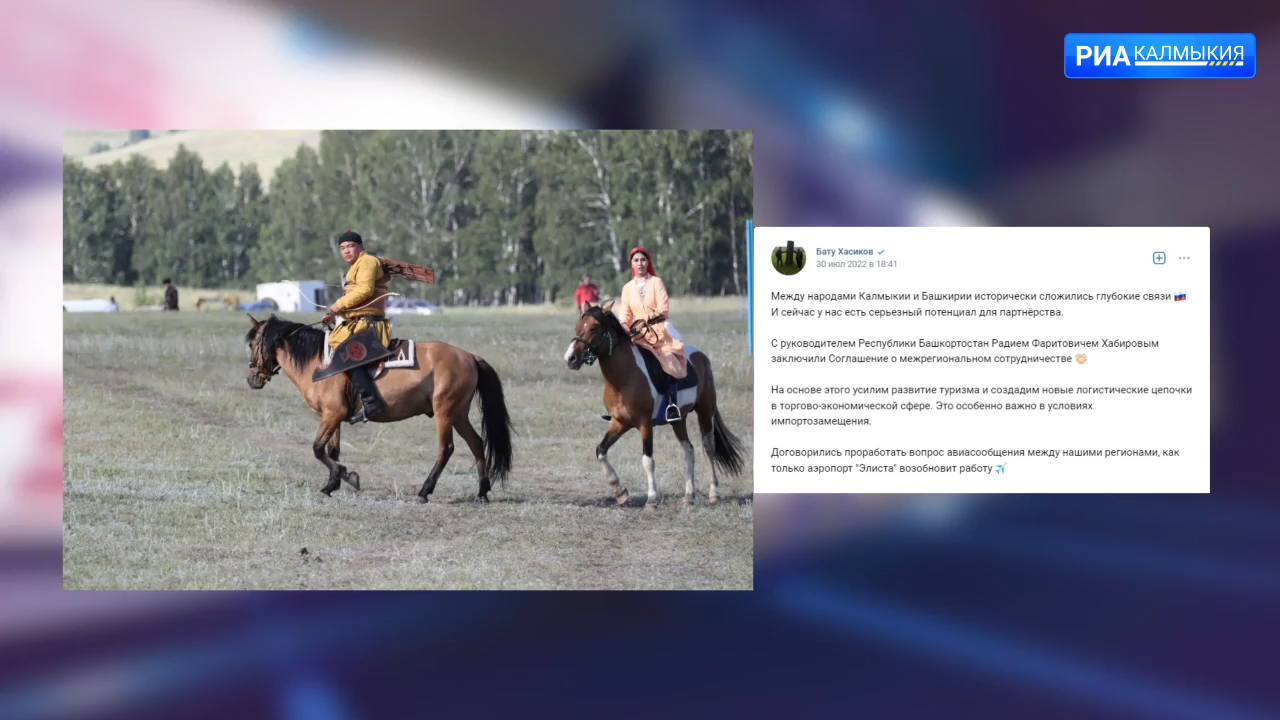 РИА КАЛМЫКИЯ
Бату Хасиков
30 июл 2022 в 18:41
Между народами Калмыкии и Башкирии исторически сложились глубокие связи 🇷🇺
И сейчас у нас есть серьезный потенциал для партнёрства.
С руководителем Республики Башкортостан Радием Фаритовичем Хабировым
заключили Соглашение о межрегиональном сотрудничестве 🤝🏻
На основе этого усилим развитие туризма и создадим новые логистические цепочки
в торгово-экономической сфере. Это особенно важно в условиях
импортозамещения.
Договорились проработать вопрос авиасообщения между нашими регионами, как
только аэропорт "Элиста" возобновит работу ✈️